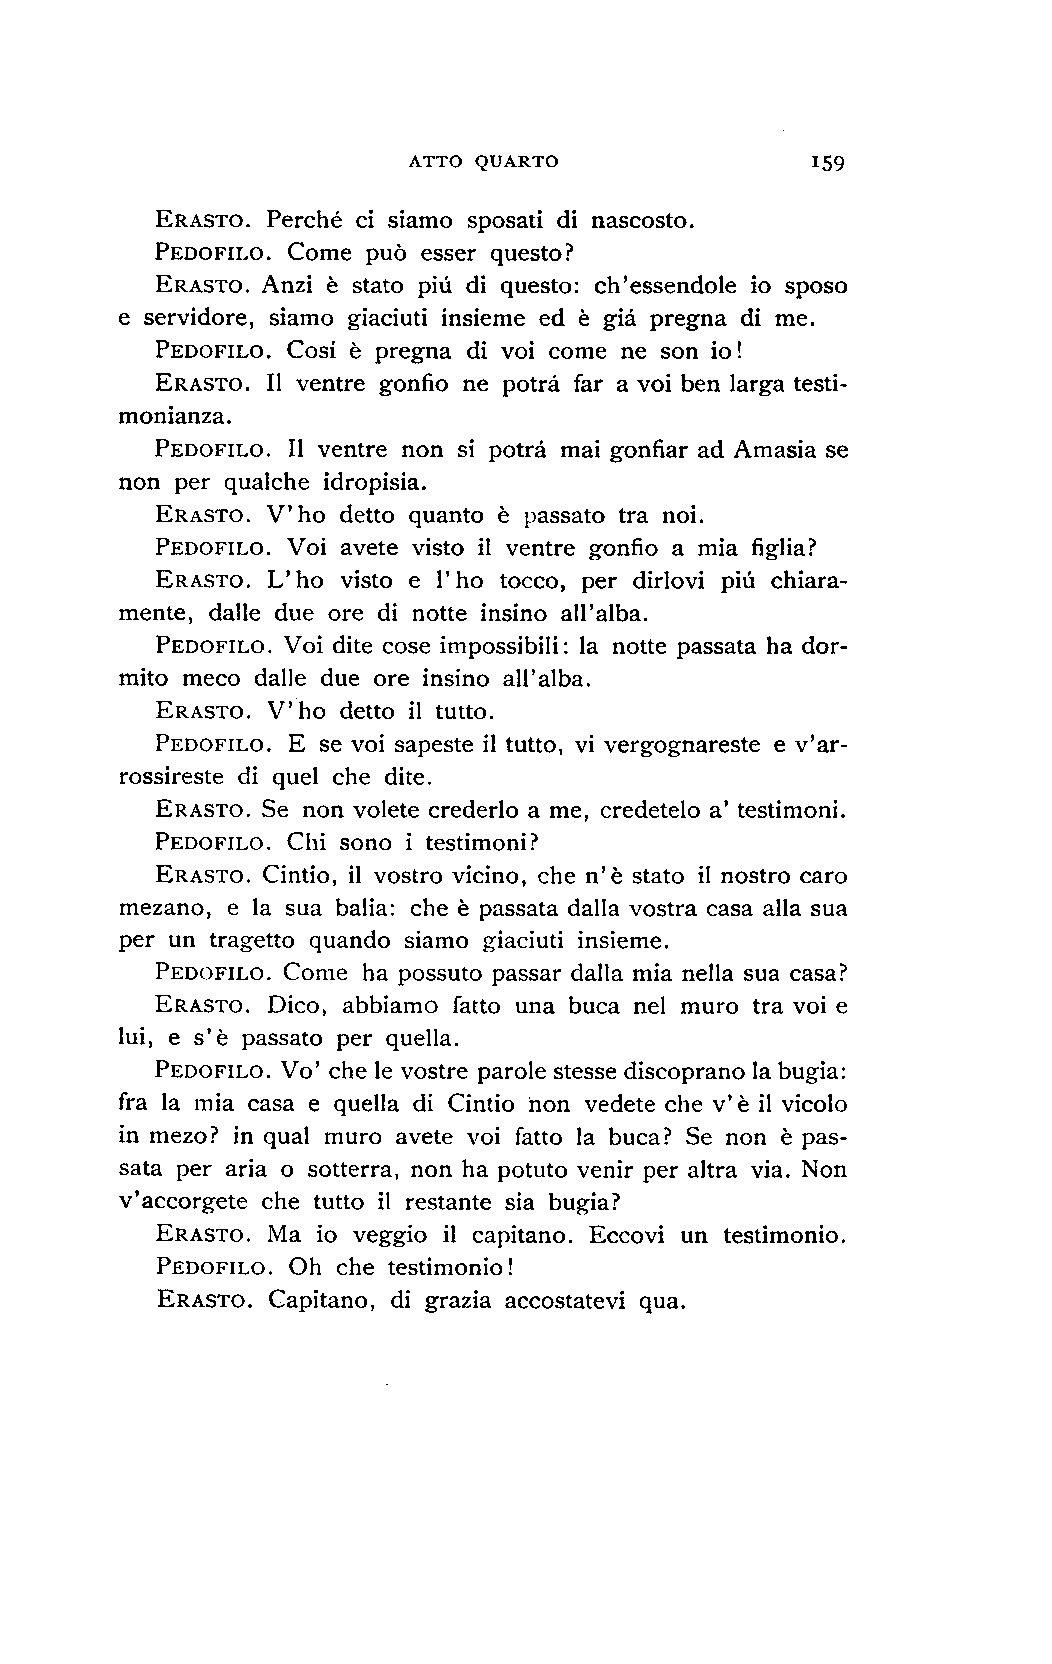 ATTO QUARTO 159
ERASTO. Perché ci siamo sposati di nascosto.
PEDOFILO. Come può esser questo?
ERASTO. Anzi è stato piú di questo: ch'essendole io sposo
e servidore, siamo giaciuti insieme ed è giá pregna di me.
PEDOFILO. Cosí è pregna di voi come ne son io!
ERASTO. Il ventre gonfio ne potrá far a voi ben larga testi-
monianza.
PEDOFILO. Il ventre non si potrá mai gonfiar ad Amasia se
non per qualche idropisia.
ERASTO. V'ho detto quanto è passato tra noi.
PEDOFILO. Voi avete visto il ventre gonfio a mia figlia?
ERASTO. L'ho visto e l'ho tocco, per dirlovi piú chiara-
mente, dalle due ore di notte insino all'alba.
PEDOFILO. Voi dite cose impossibili: la notte passata ha dor-
mito meco dalle due ore insino all'alba.
ERASTO. V'ho detto il tutto.
PEDOFILO. E se voi sapeste il tutto, vi vergognareste e v'ar-
rossireste di quel che dite.
ERASTO. Se non volete crederlo a me, credetelo a' testimoni.
PEDOFILO. Chi sono i testimoni?
ERASTO. Cintio, il vostro vicino, che n'è stato il nostro caro
mezano, e la sua balia: che è passata dalla vostra casa alla sua
per un tragetto quando siamo giaciuti insieme.
PEDOFILO. Come ha possuto passar dalla mia nella sua casa?
ERASTO. Dico, abbiamo fatto una buca nel muro tra voi e
lui, e s'è passato per quella.
PEDOFILO. Vo' che le vostre parole stesse discoprano la bugia:
fra la mia casa e quella di Cintio non vedete che v'è il vicolo
in mezo? in qual muro avete voi fatto la buca? Se non è pas-
sata per aria o sotterra, non ha potuto venir per altra via. Non
v'accorgete che tutto il restante sia bugia?
ERASTO. Ma io veggio il capitano. Eccovi un testimonio.
PEDOFILO. Oh che testimonio!
ERASTO. Capitano, di grazia accostatevi qua.